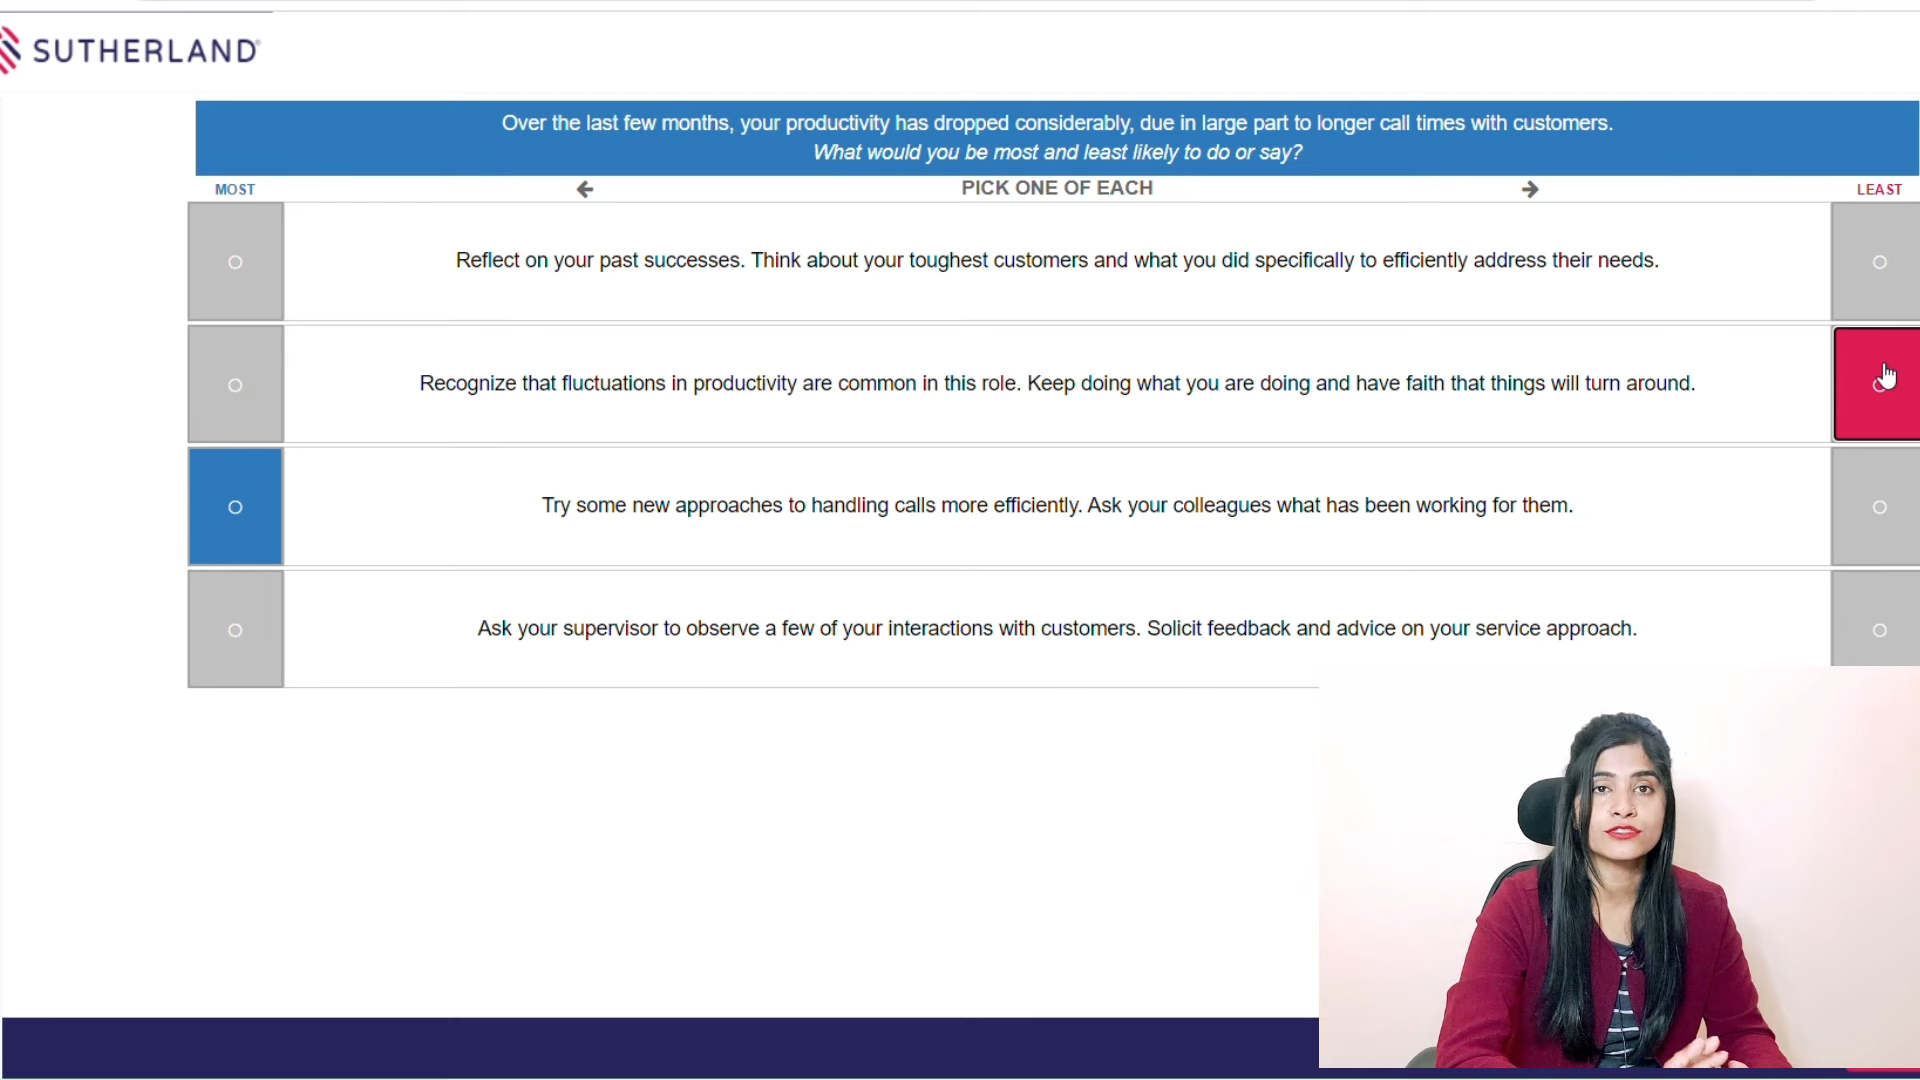 SUTHERLAND
Over the last few months, your productivity has dropped considerably, due in large part to longer call times with customers.
What would you be most and least likely to do or say?
MOST
PICK ONE OF EACH
LEAST
Reflect on your past successes. Think about your toughest customers and what you did specifically to efficiently address their needs.
Recognize that fluctuations in productivity are common in this role. Keep doing what you are doing and have faith that things will turn around.
Try some new approaches to handling calls more efficiently. Ask your colleagues what has been working for them.
Ask your supervisor to observe a few of your interactions with customers. Solicit feedback and advice on your service approach.